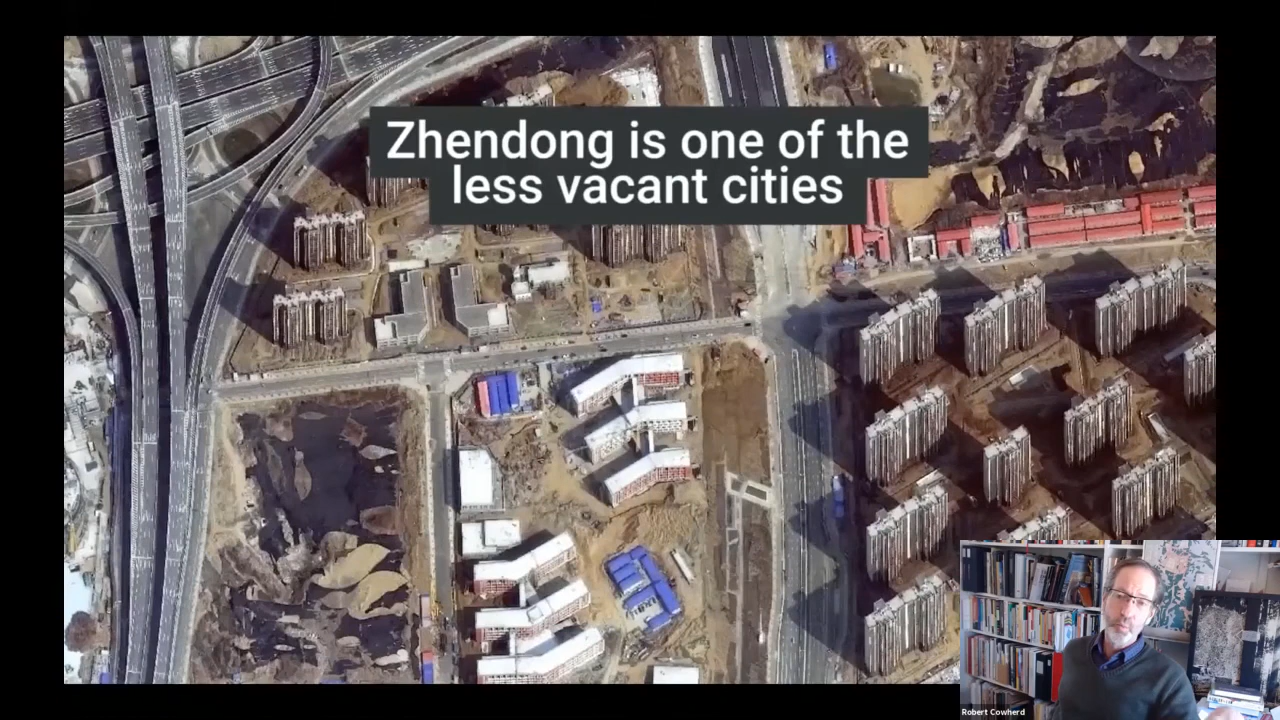 Zhendong is one of the
less vacant cities
Robert Cowherd